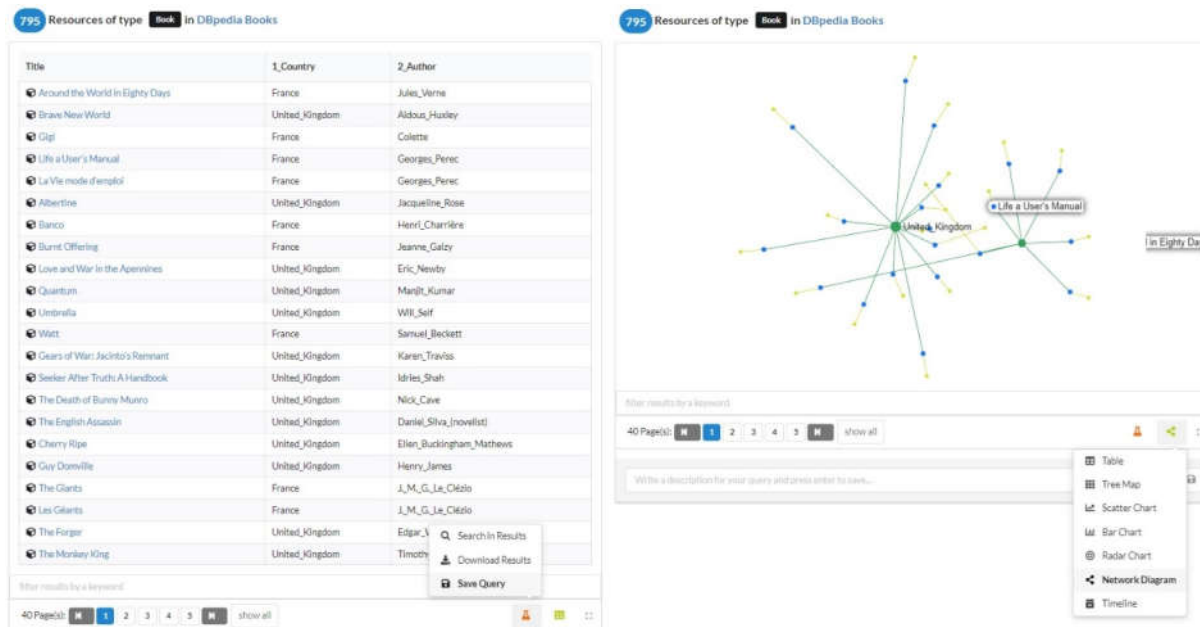 795 Resources of type Book in DBpedia Books
Title 1_Country 2_Author
Around the World in Eighty Days France Jules_Verne
Brave New World United_Kingdom Aldous_Huxley
Gigi France Colette
Life a User's Manual France Georges_Perec
La Vie mode d'emploi France Georges_Perec
Albertine United_Kingdom Jacqueline_Rose
Banco France Henri_Charrière
Burnt Offering France Jeanne_Galzy
Love and War in the Apennines United_Kingdom Eric_Newby
Quantum United_Kingdom Manjit_Kumar
Umbrella United_Kingdom Will_Self
Watt France Samuel_Beckett
Gears of War: Jacinto's Remnant United_Kingdom Karen_Traviss
Seeker After Truth: A Handbook United_Kingdom Idries_Shah
The Death of Bunny Munro United_Kingdom Nick_Cave
The English Assassin United_Kingdom Daniel_Silva_(novelist)
Cherry Ripe United_Kingdom Ellen_Buckingham_Mathews
Guy Domville United_Kingdom Henry_James
The Giants France J._M._G._Le_Clézio
Les Géants France J._M._G._Le_Clézio
The Forger United_Kingdom
The Monkey King United_Kingdom
Search In Results
Download Results
Save Query
filter results by a keyword
40 Page(s): 1 2 3 4 5 show all
795 Resources of type Book in DBpedia Books
Life a User's Manual
United_Kingdom
in Eighty Da
filter results by a keyword
40 Page(s): 1 2 3 4 5 show all
Write a description for your query and press enter to save...
Table
Tree Map
Scatter Chart
Bar Chart
Radar Chart
Network Diagram
Timeline